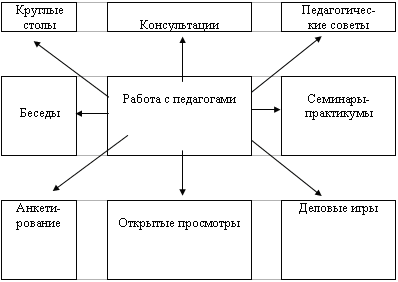 Круглые
столы
Консультации
Педагогичес-
кие советы
Беседы
Работа с педагогами
Семинары-
практикумы
Анкети-
рование
Открытые просмотры
Деловые игры